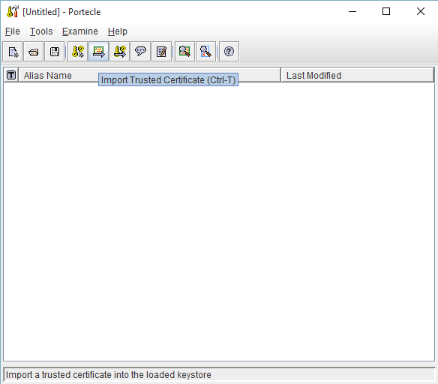 [Untitled] - Portecle
File Tools Examine Help
T Alias Name Last Modified
Import Trusted Certificate (Ctrl-T)
Import a trusted certificate into the loaded keystore